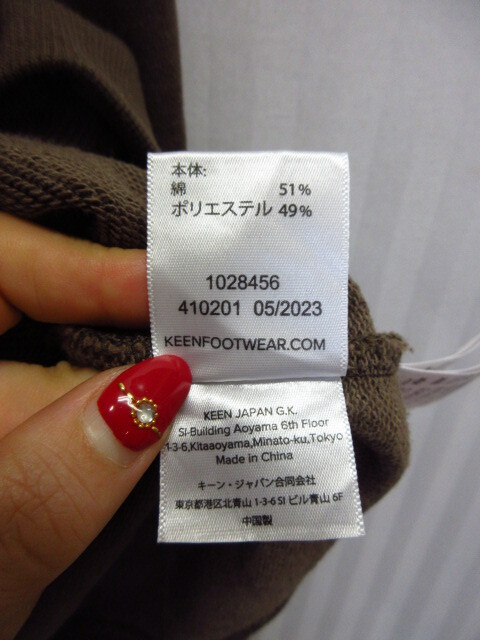 本体:
綿 51%
ポリエステル 49%
1028456
410201 05/2023
KEENFOOTWEAR.COM
KEEN JAPAN G.K.
SI-Building Aoyama 6th Floor
1-3-6,Kitaaoyama,Minato-ku,Tokyo
Made in China
キーン・ジャパン合同会社
東京都港区北青山 1-3-6 SI ビル青山 6F
中国製